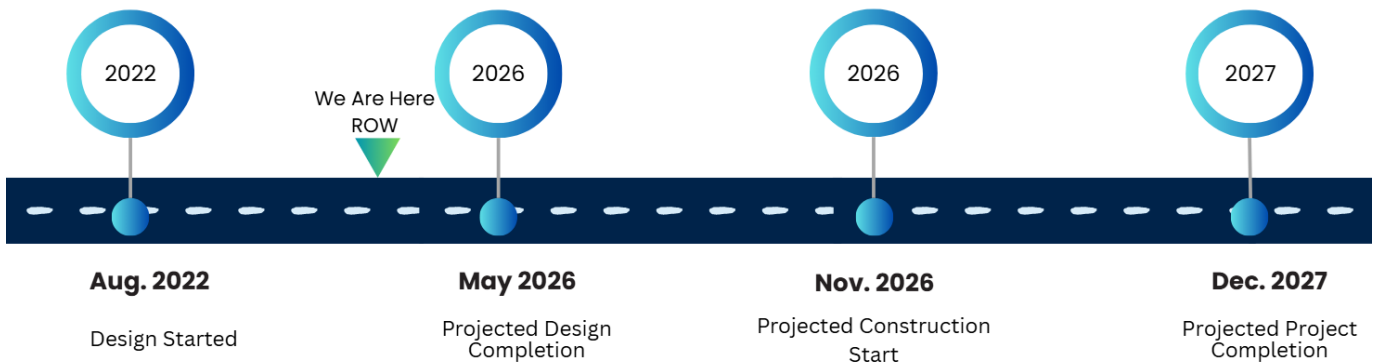 2022
We Are Here
ROW
2026
2026
2027
Aug. 2022
Design Started
May 2026
Projected Design
Completion
Nov. 2026
Projected Construction
Start
Dec. 2027
Projected Project
Completion